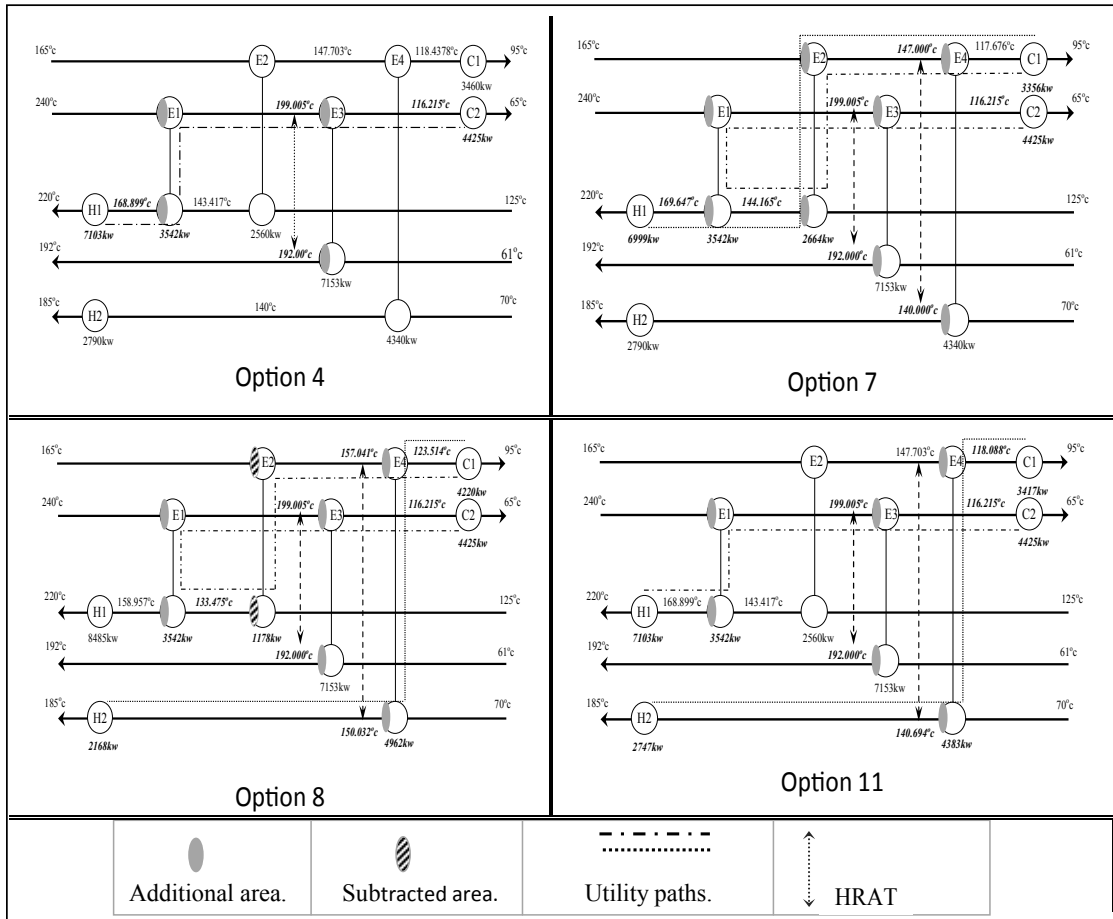 165°c 147.703°c 118.4378°c 95°c
E2 E4 C1
3460kw
240°c 199.005°c 116.215°c 65°c
E1 E3 C2
4425kw
220°c 168.899°c 143.417°c 125°c
H1
7103kw 3542kw 2560kw
192°c 192.00°c 61°c
7153kw
185°c 140°c 70°c
H2
2790kw 4340kw
Option 4
165°c 147.000°c 117.676°c 95°c
E2 E4 C1
3356kw
240°c 199.005°c 116.215°c 65°c
E1 E3 C2
4425kw
220°c 169.647°c 144.165°c 125°c
H1
6999kw 3542kw 2664kw
192°c 192.000°c 61°c
7153kw
185°c 140.000°c 70°c
H2
2790kw 4340kw
Option 7
165°c 157.041°c 123.514°c 95°c
E2 E4 C1
4220kw
240°c 199.005°c 116.215°c 65°c
E1 E3 C2
4425kw
220°c 158.957°c 133.475°c 125°c
H1
8485kw 3542kw 1178kw
192°c 192.000°c 61°c
7153kw
185°c 150.032°c 70°c
H2
2168kw 4962kw
Option 8
165°c 147.703°c 118.088°c 95°c
E2 E4 C1
3417kw
240°c 199.005°c 116.215°c 65°c
E1 E3 C2
4425kw
220°c 168.899°c 143.417°c 125°c
H1
7103kw 3542kw 2560kw
192°c 192.000°c 61°c
7153kw
185°c 140.694°c 70°c
H2
2747kw 4383kw
Option 11
Additional area. Subtracted area. Utility paths. HRAT